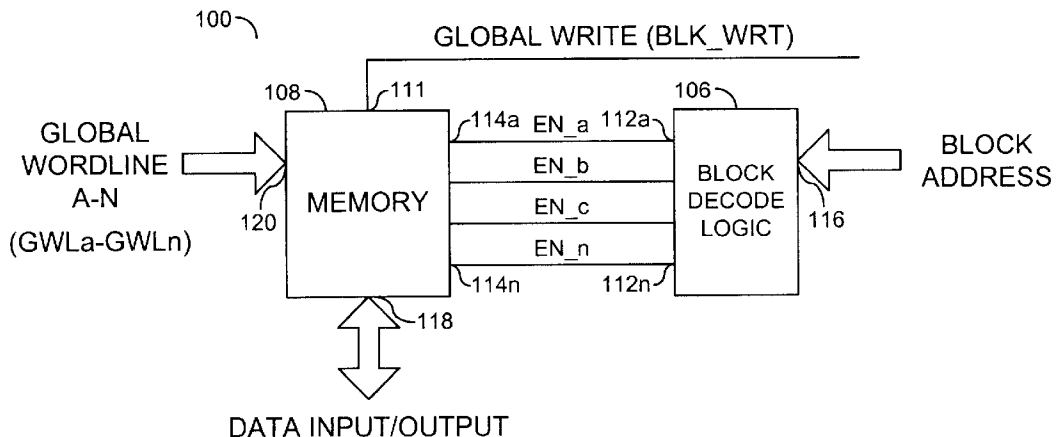 100
GLOBAL WRITE (BLK_WRT)
108
111
106
GLOBAL
WORDLINE
A-N
(GWLa-GWLn)
120
MEMORY
114a
EN_a
112a
EN_b
EN_c
EN_n
114n
112n
BLOCK
DECODE
LOGIC
116
BLOCK
ADDRESS
118
DATA INPUT/OUTPUT